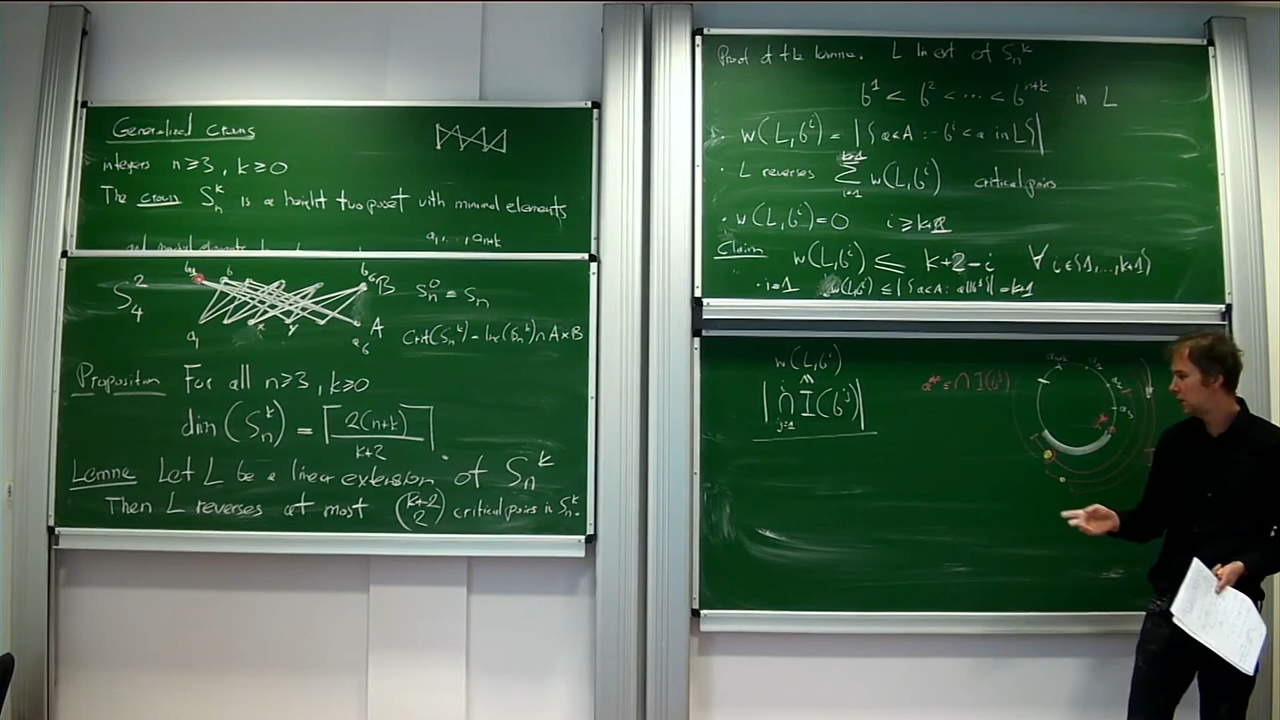 Generalized crowns
integers n≥3, k≥0
The crown S_n^k is a height two poset with minimal elements
a_1, ..., a_{n+k}
S_4^2
b_6 B
S_n^0 = S_n
a_1 x y a_6 A
Crit(S_n^k) = Inc(S_n^k) ∩ A×B
Proposition For all n≥3, k≥0
dim(S_n^k) = ⌈2(n+k)/(k+2)⌉
Lemma Let L be a linear extension of S_n^k
Then L reverses at most (k+2 2) critical pairs in S_n^k.
Proof of the lemma. L lin ext of S_n^k
b^1 < b^2 < ... < b^{n+k} in L
· w(L,b^i) = |{a∈A : b^i < a in L}|
· L reverses Σ_{i=1}^{k+1} w(L,b^i) critical pairs
· w(L,b^i) = 0 i ≥ k+2
Claim w(L,b^i) ≤ k+2-i ∀ i∈{1,...,k+1}
· i=1 w(L,b^1) ≤ |{a∈A: a||b^1}| = k+1
w(L,b^i)
≤
|∩_{j=1}^i I(b^j)|
∩ I(b^j)